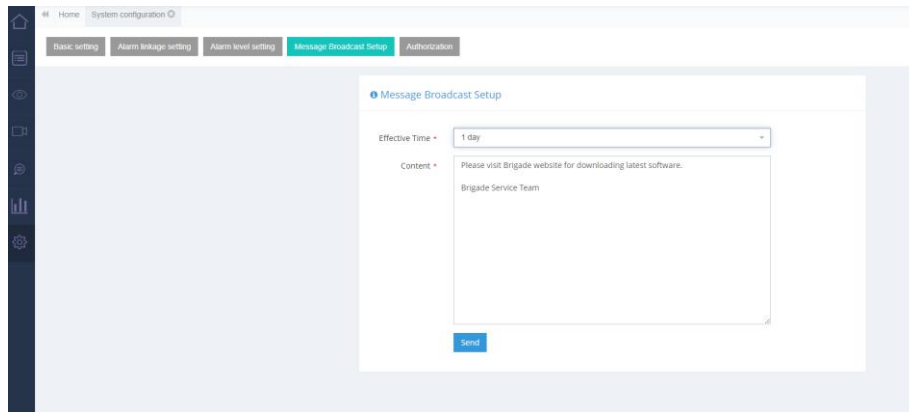 Home System configuration
Basic setting Alarm linkage setting Alarm level setting Message Broadcast Setup Authorization
Message Broadcast Setup
Effective Time * 1 day
Content * Please visit Brigade website for downloading latest software.
Brigade Service Team
Send